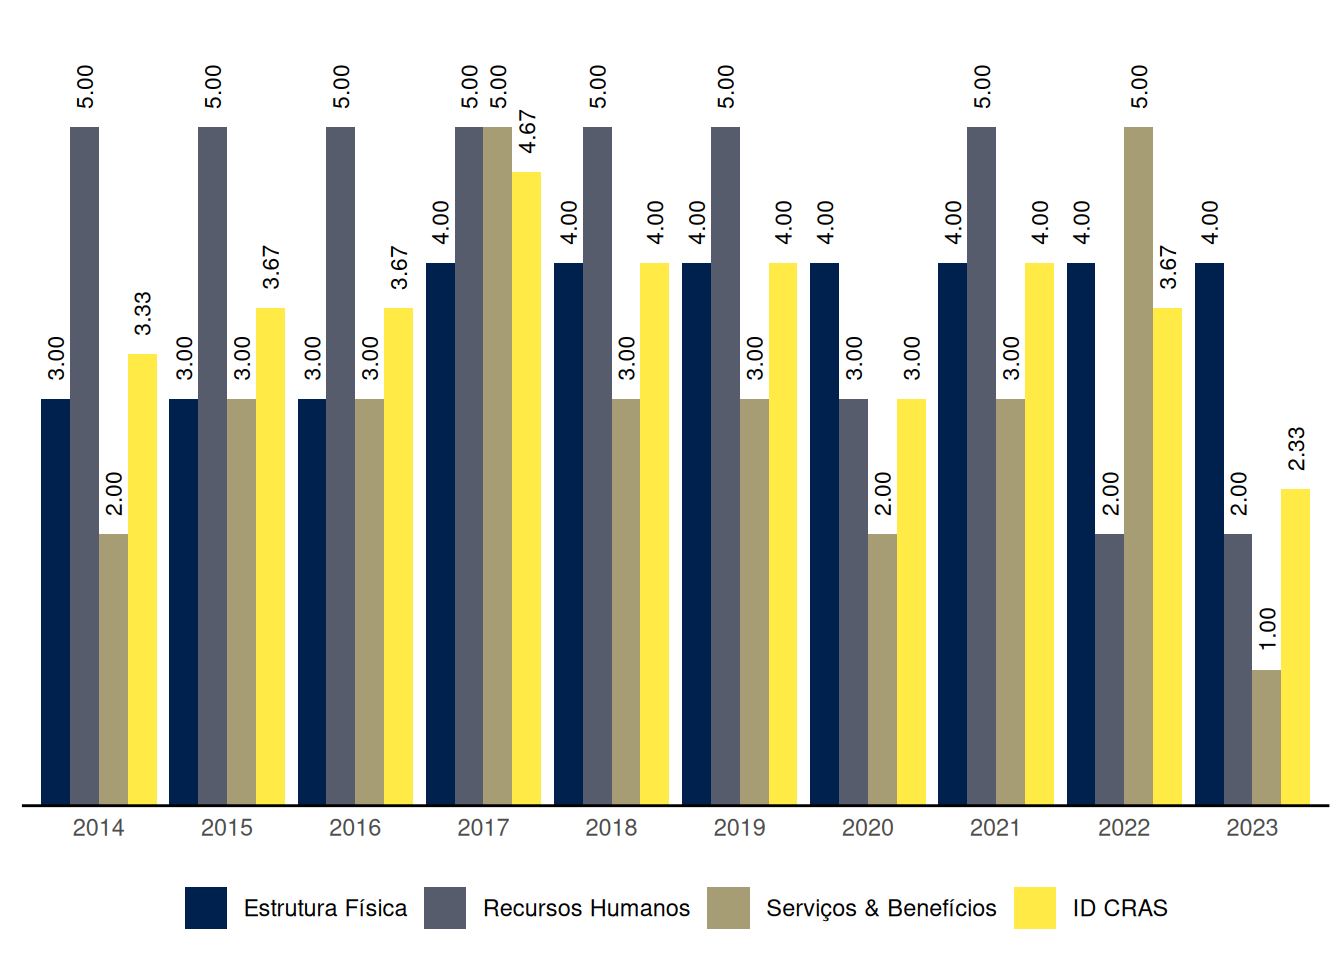 5.00 5.00 5.00 5.00 5.00 5.00 5.00 5.00 5.00
4.67
4.00 4.00 4.00 4.00 4.00 4.00 4.00 4.00 4.00 4.00
3.67 3.67 3.67
3.33
3.00 3.00 3.00 3.00 3.00 3.00 3.00 3.00 3.00 3.00
2.33
2.00 2.00 2.00 2.00
1.00
2014 2015 2016 2017 2018 2019 2020 2021 2022 2023
Estrutura Física Recursos Humanos Serviços & Benefícios ID CRAS